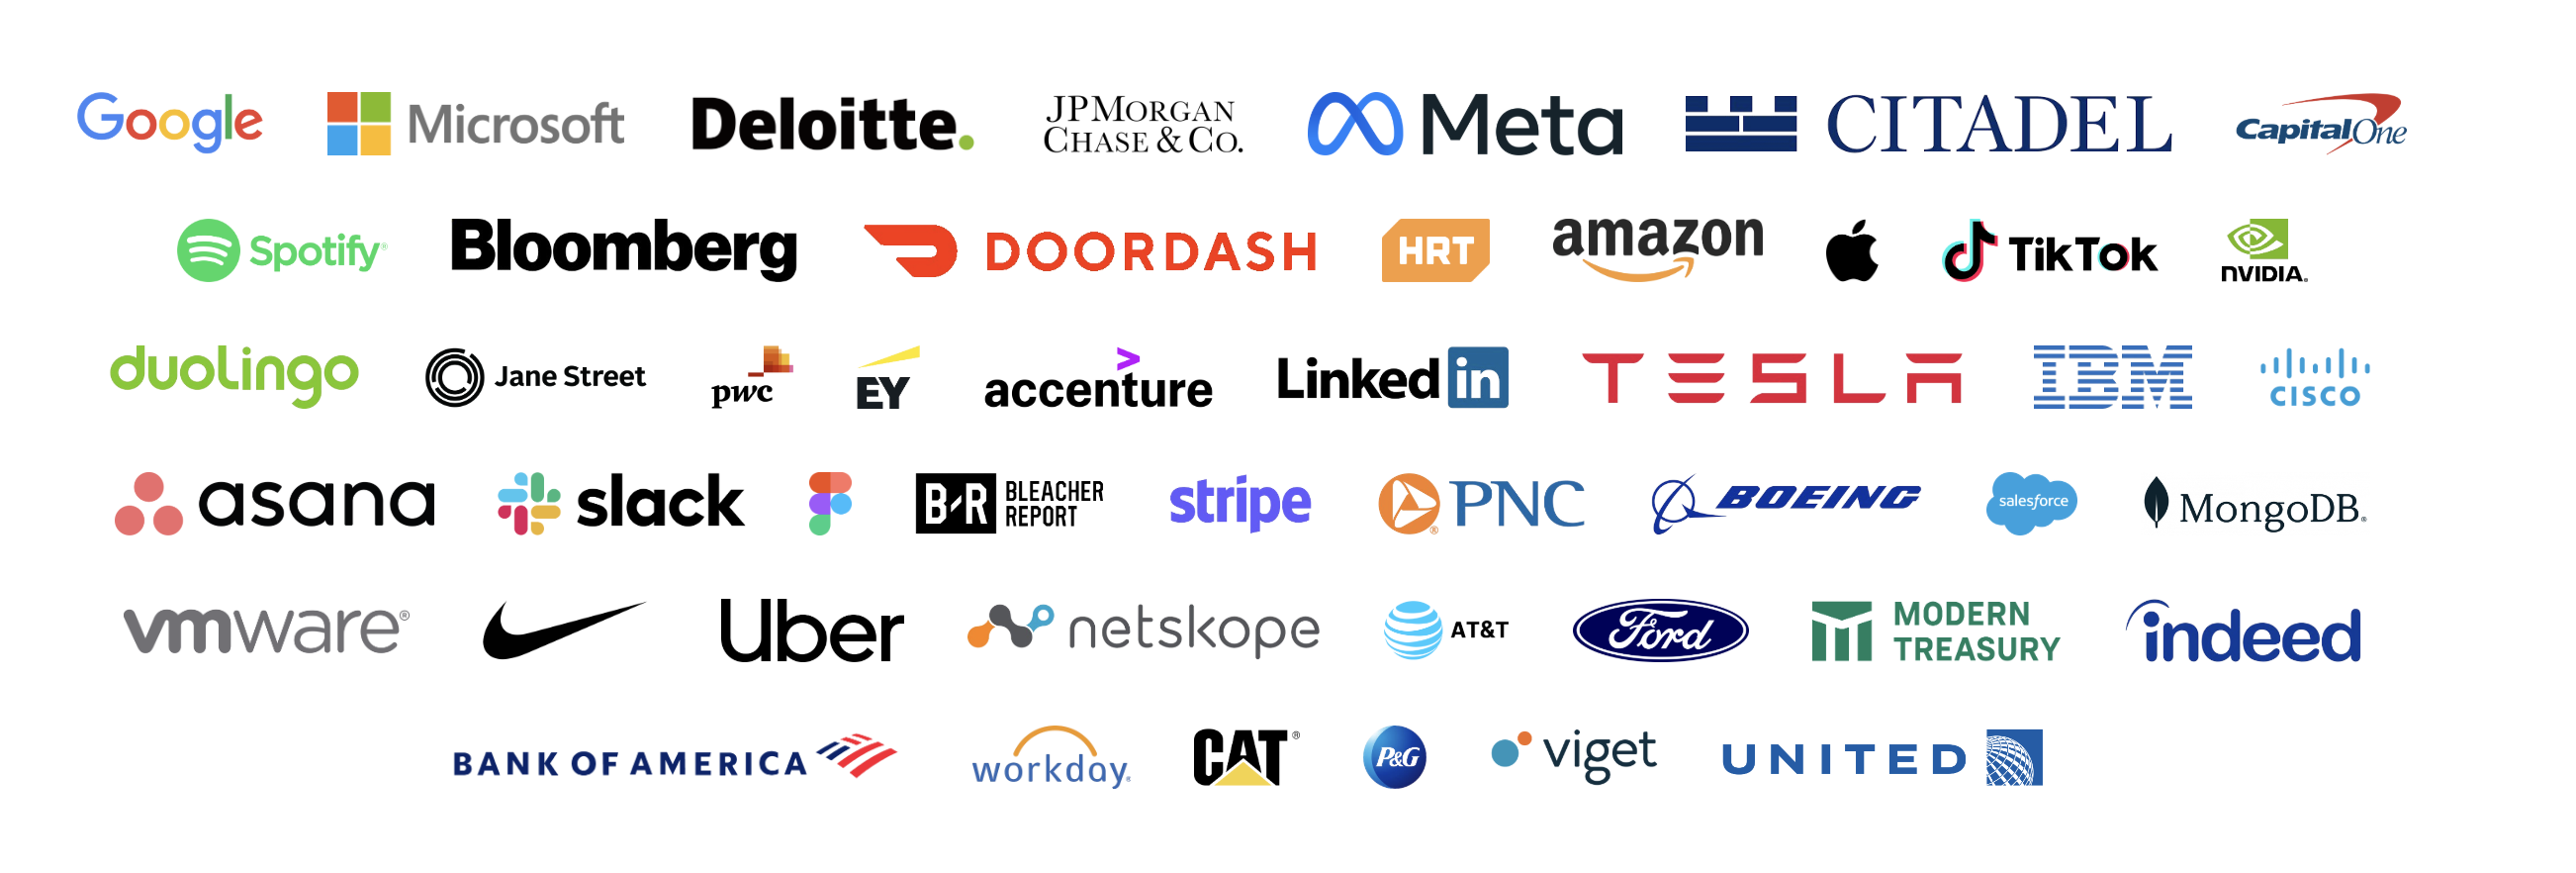 Google Microsoft Deloitte. JPMORGAN CHASE & CO. Meta CITADEL CapitalOne
Spotify® Bloomberg DOORDASH HRT amazon TikTok NVIDIA®
duolingo Jane Street pwc EY accenture LinkedIn TESLA IBM CISCO
asana slack B/R BLEACHER REPORT stripe PNC® BOEING salesforce MongoDB®
vmware® Uber netskope AT&T Ford MODERN TREASURY indeed
BANK OF AMERICA workday® CAT® P&G viget UNITED